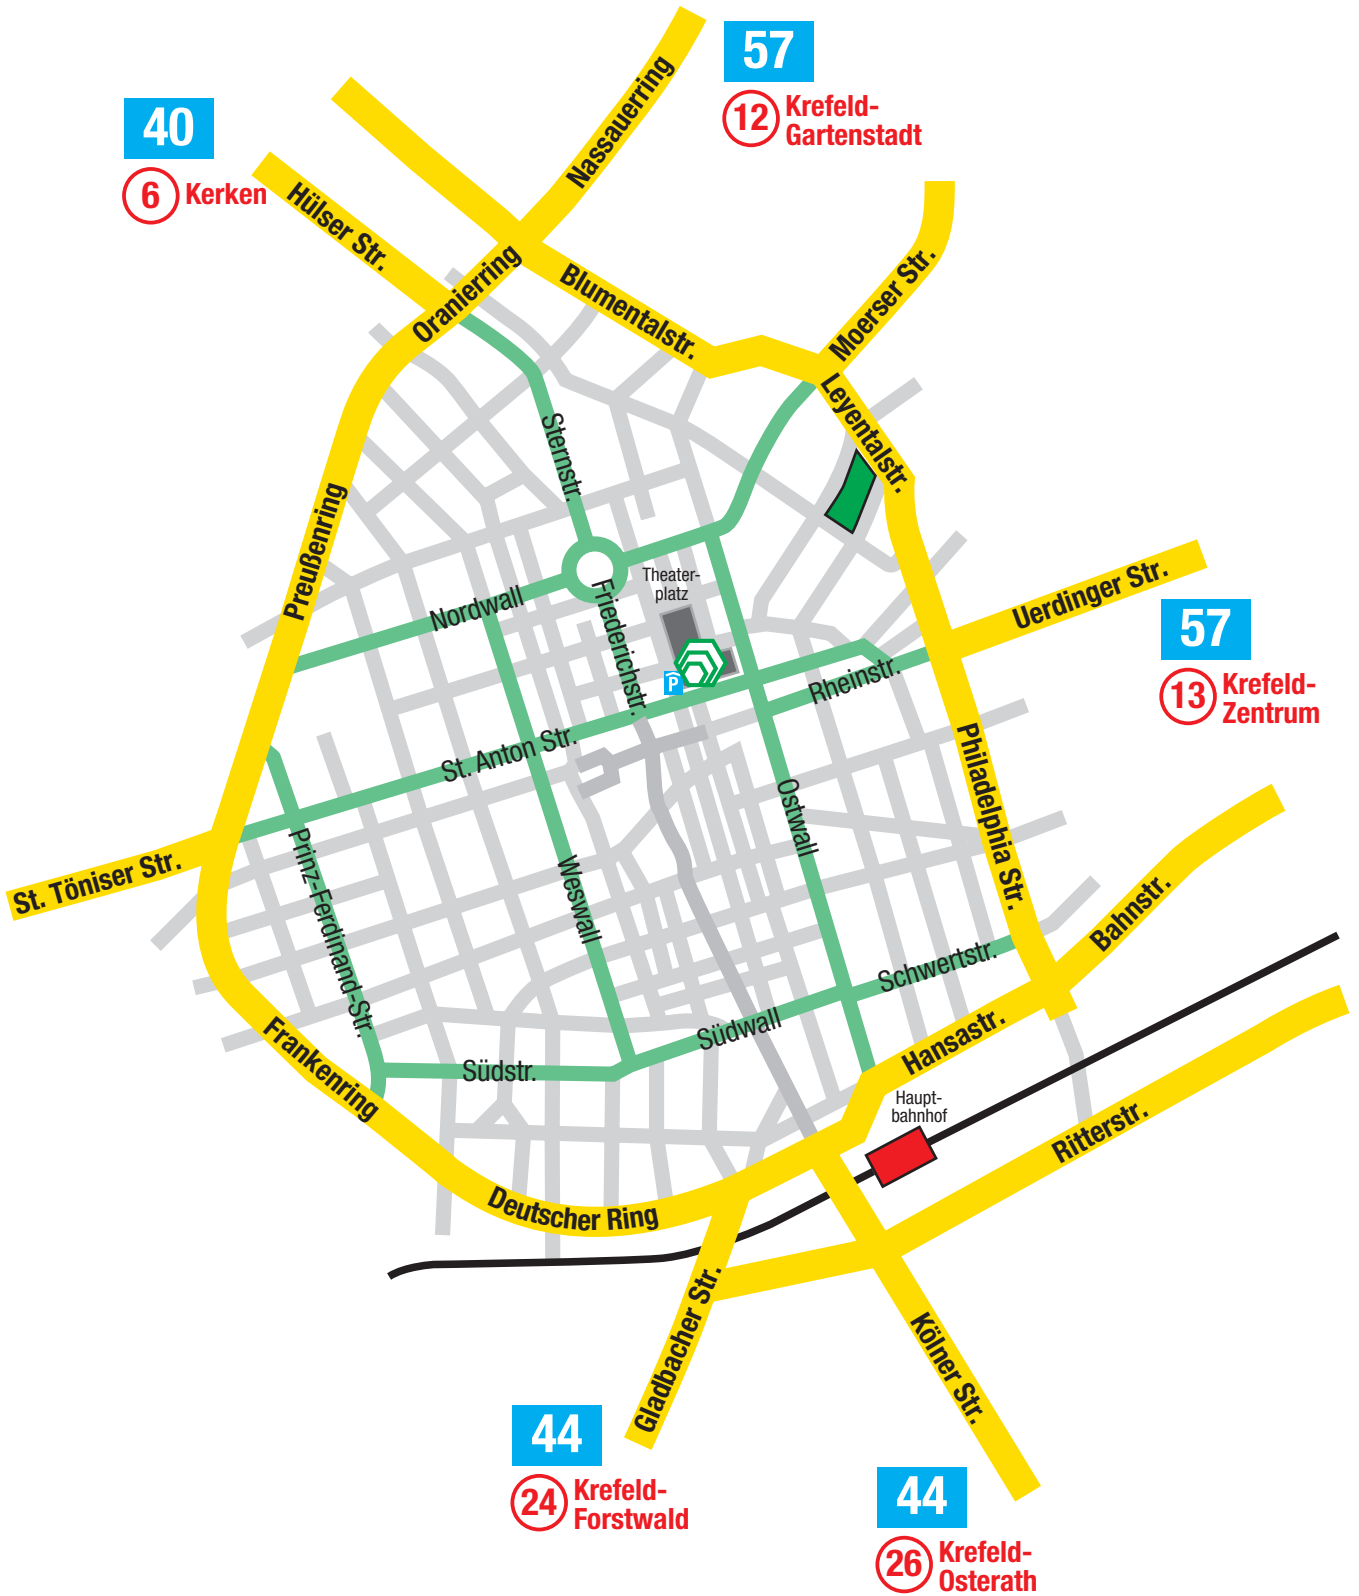 57
12 Krefeld-
Gartenstadt
40
6 Kerken
Nassauerring
Hülser Str.
Oranierring
Blumentalstr.
Moerser Str.
Leyentalstr.
Sternstr.
Preußenring
Theater-
platz
Nordwall
Friederichstr.
Uerdinger Str.
57
13 Krefeld-
Zentrum
P
Rheinstr.
St. Anton Str.
Philadelphia Str.
Ostwall
St. Töniser Str.
Prinz-Ferdinand-Str.
Weswall
Bahnstr.
Schwertstr.
Südwall
Hansastr.
Frankenring
Südstr.
Haupt-
bahnhof
Ritterstr.
Deutscher Ring
Gladbacher Str.
Kölner Str.
44
24 Krefeld-
Forstwald
44
26 Krefeld-
Osterath